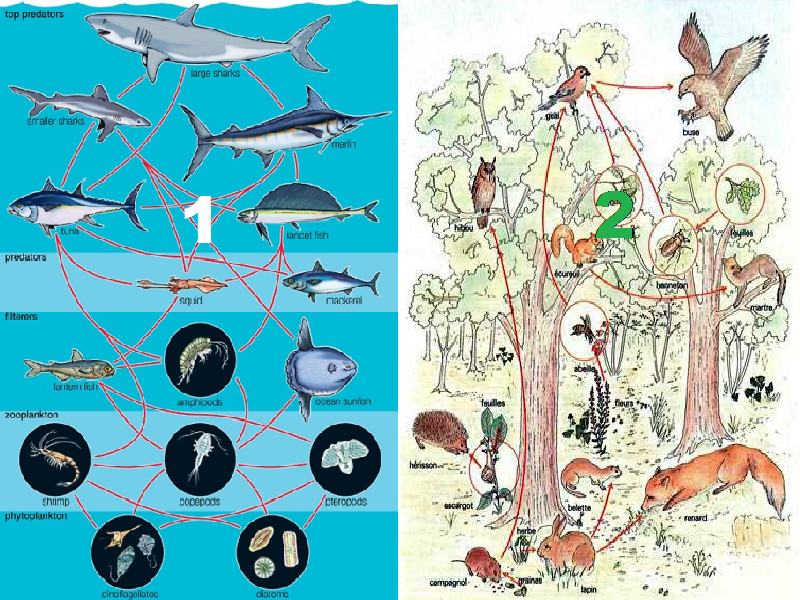 top predators
large sharks
smaller sharks
marlin
1
tuna
lancet fish
predators
squid
mackerel
filterers
lantern fish
amphipods
ocean sunfish
zooplankton
shrimp
copepods
pteropods
phytoplankton
dinoflagellates
diatoms
geai
buse
2
hibou
feuilles
écureuil
hanneton
martre
abeille
feuilles
fleurs
hérisson
escargot
belette
renard
herbe
campagnol
graines
lapin